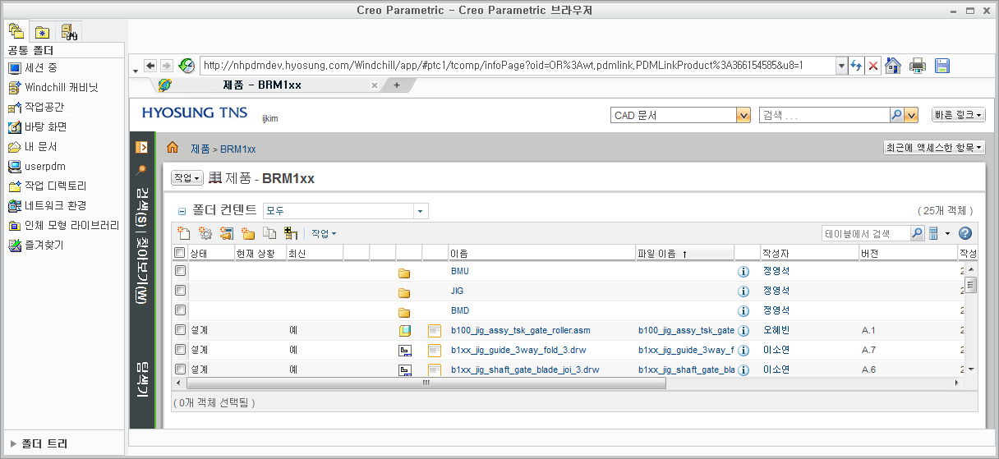 Creo Parametric - Creo Parametric 브라우저
공통 폴더
세션 중
Windchill 캐비닛
작업공간
바탕 화면
내 문서
userpdm
작업 디렉토리
네트워크 환경
인체 모형 라이브러리
즐겨찾기
폴더 트리
http://nhpdmdev.hyosung.com/Windchill/app/#ptc1/tcomp/infoPage?oid=OR%3Awt.pdmlink.PDMLinkProduct%3A366154585&u8=1
제품 - BRM1xx
HYOSUNG TNS ijkim CAD 문서 검색 . . . 빠른 링크
제품 > BRM1xx 최근에 액세스한 항목
검색(S) | 찾아보기(W)
탐색기
작업 제품 - BRM1xx
폴더 컨텐트 모두 ( 25개 객체 )
작업 테이블에서 검색
상태 현재 상황 최신 이름 파일 이름 ↑ 작성자 버전 작성
BMU 정영석 2
JIG 정영석 2
BMD 정영석 2
설계 예 b100_jig_assy_tsk_gate_roller.asm b100_jig_assy_tsk_gate 오혜빈 A.1 2
설계 예 b1xx_jig_guide_3way_fold_3.drw b1xx_jig_guide_3way_f 이소연 A.7 2
설계 예 b1xx_jig_shaft_gate_blade_joi_3.drw b1xx_jig_shaft_gate_bla 이소연 A.6 2
( 0개 객체 선택됨 )